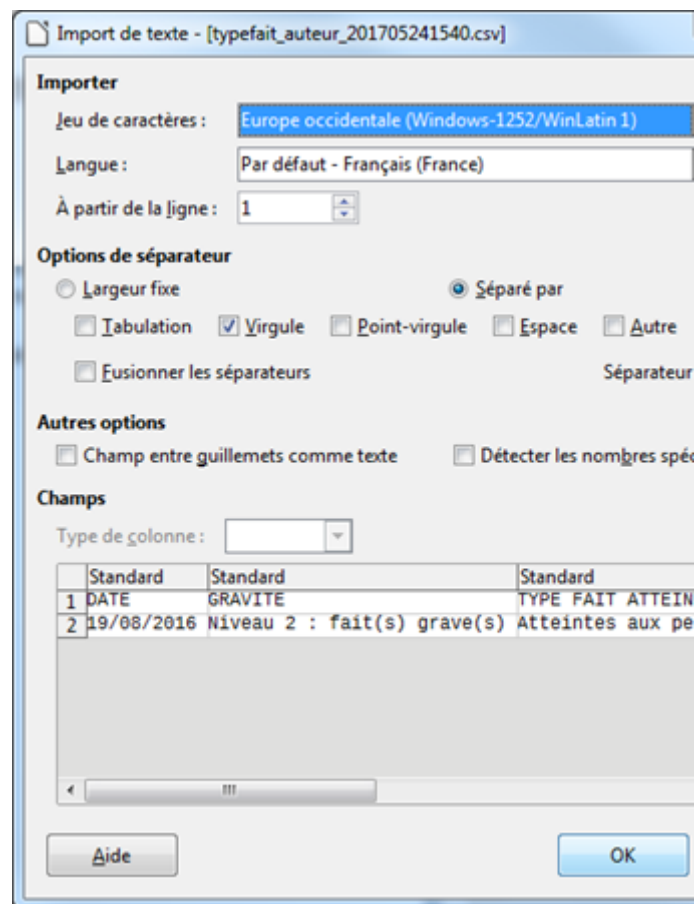 Import de texte - [typefait_auteur_201705241540.csv]
Importer
Jeu de caractères : Europe occidentale (Windows-1252/WinLatin 1)
Langue : Par défaut - Français (France)
À partir de la ligne : 1
Options de séparateur
Largeur fixe Séparé par
Tabulation Virgule Point-virgule Espace Autre
Fusionner les séparateurs Séparateur
Autres options
Champ entre guillemets comme texte Détecter les nombres spéc
Champs
Type de colonne :
Standard Standard Standard
1 DATE GRAVITE TYPE FAIT ATTEIN
2 19/08/2016 Niveau 2 : fait(s) grave(s) Atteintes aux pe
Aide OK